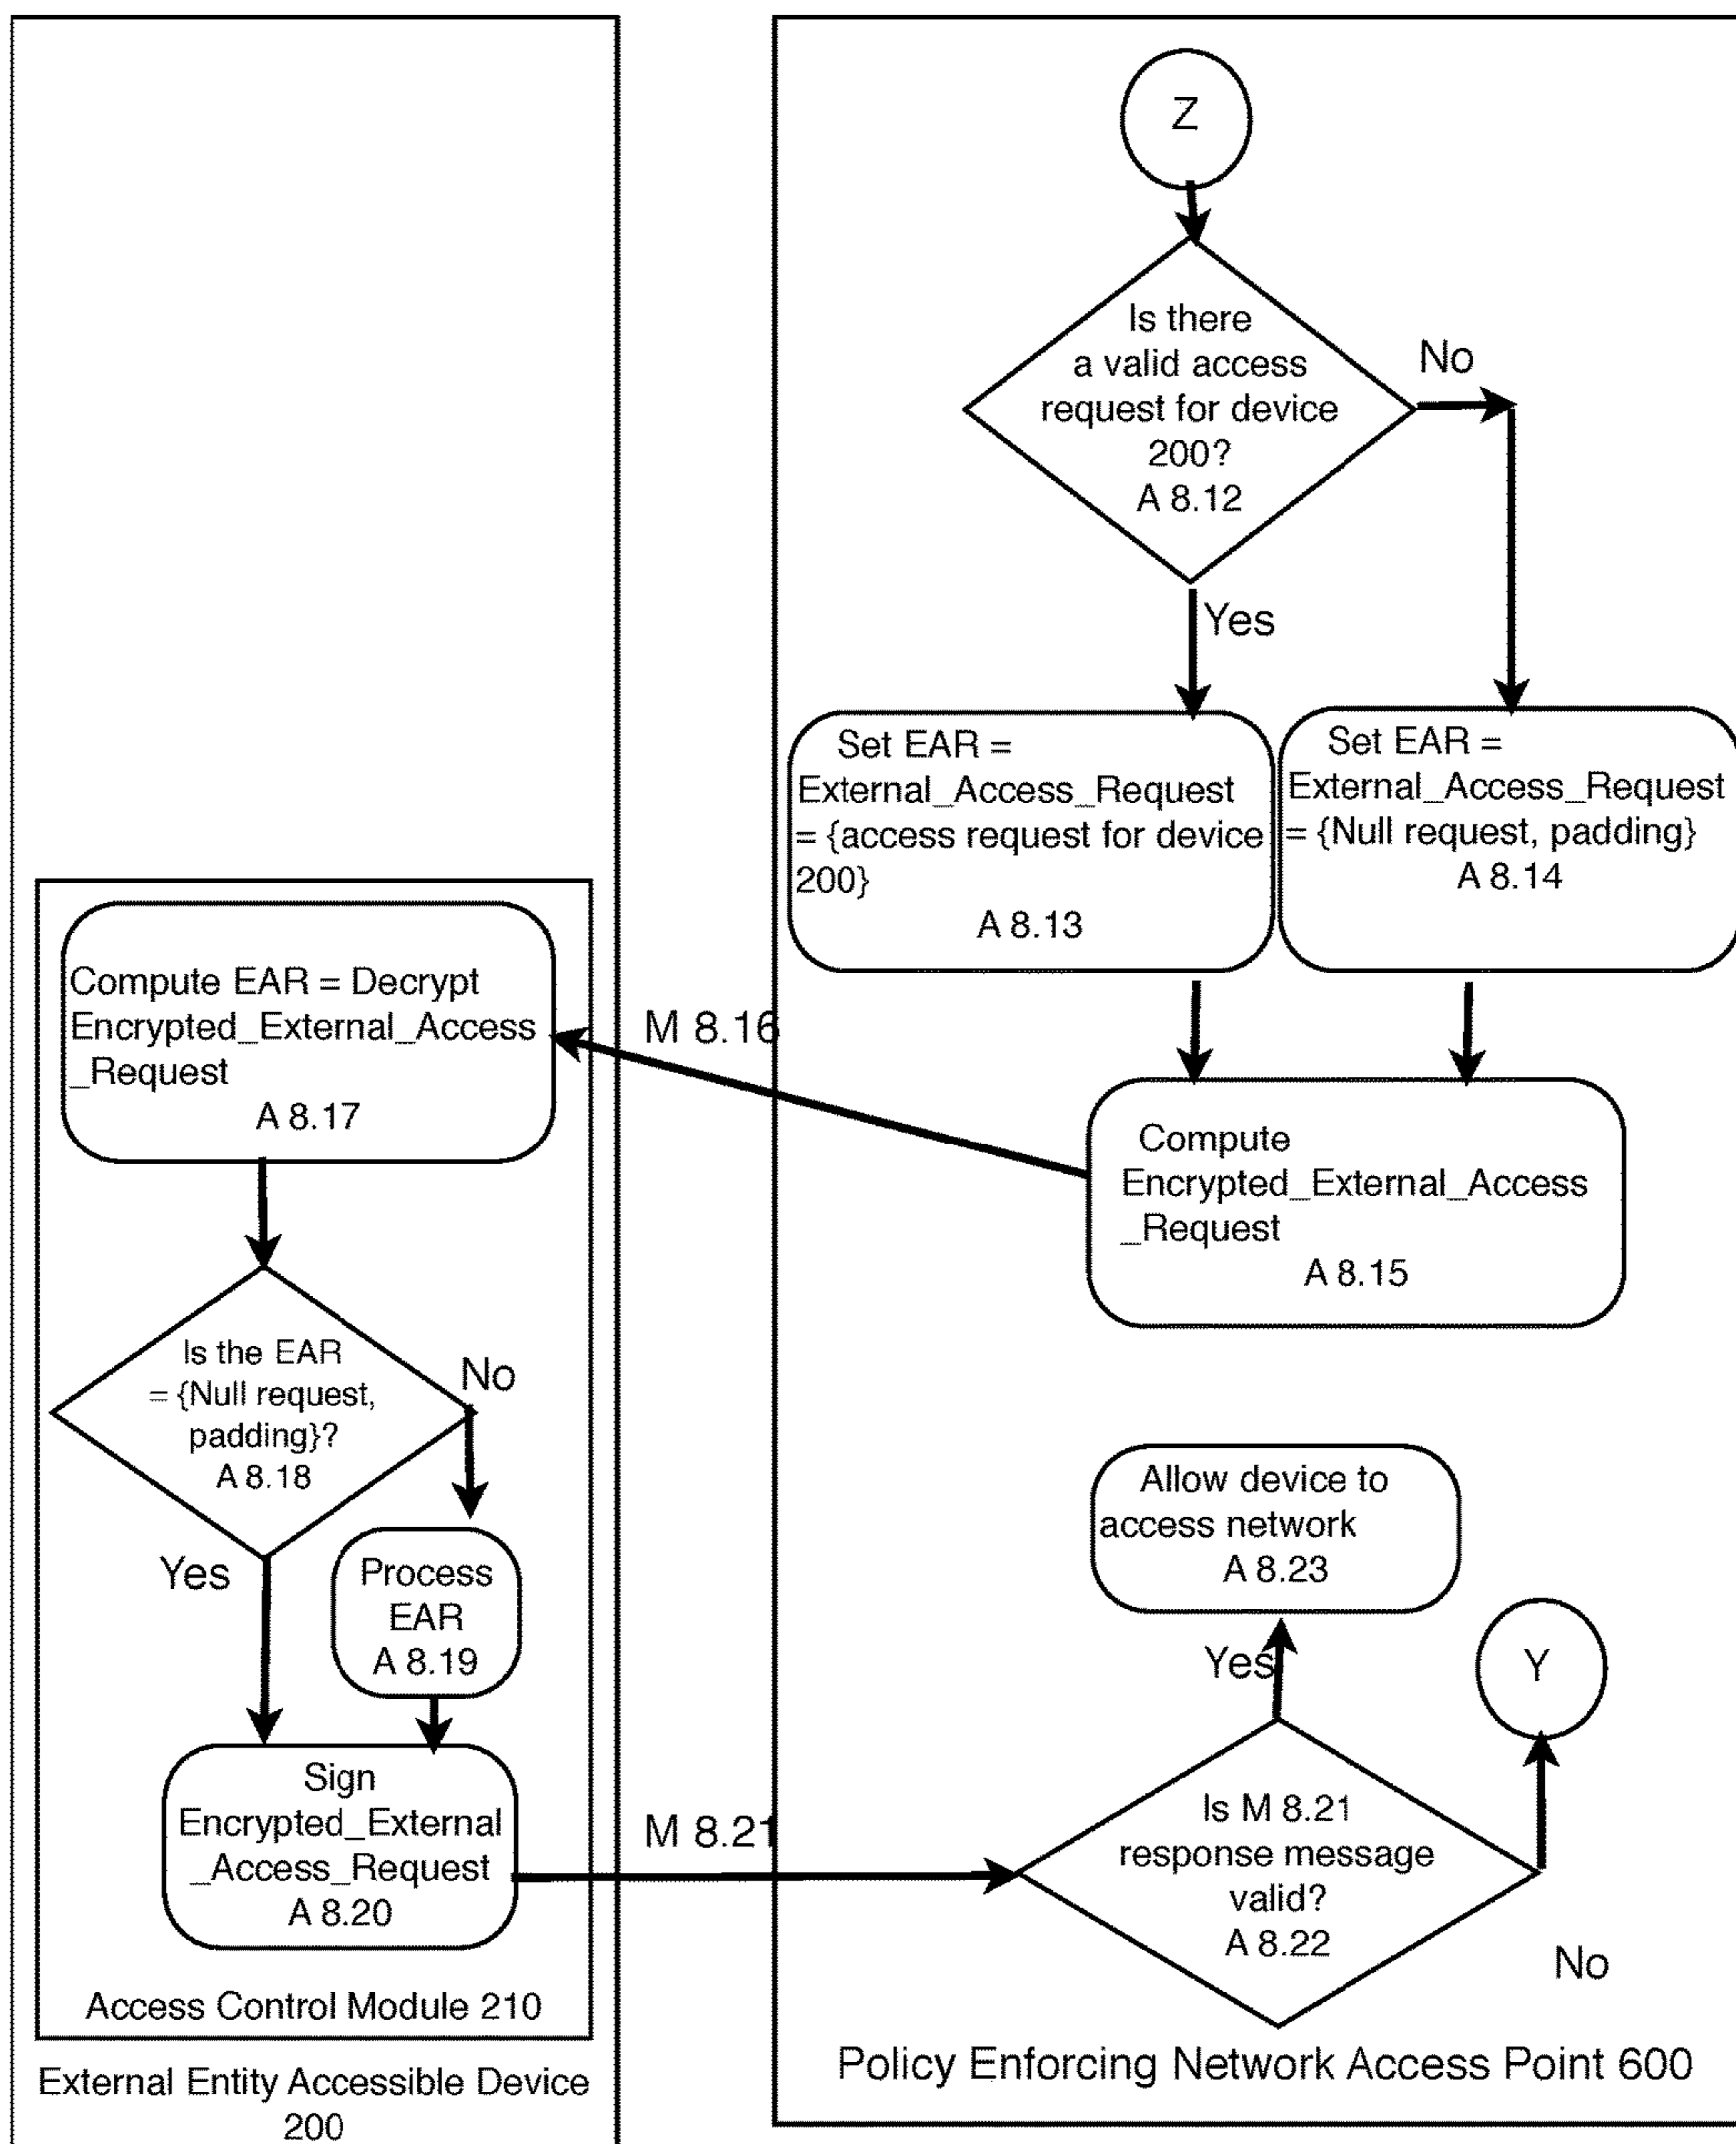 Z
Is there
a valid access
request for device
200?
A 8.12
No
Yes
Set EAR =
External_Access_Request
= {access request for device
200}
A 8.13
Set EAR =
External_Access_Request
= {Null request, padding}
A 8.14
Compute
Encrypted_External_Access
_Request
A 8.15
M 8.16
Compute EAR = Decrypt
Encrypted_External_Access
_Request
A 8.17
Is the EAR
= {Null request,
padding}?
A 8.18
No
Yes
Process
EAR
A 8.19
Sign
Encrypted_External
_Access_Request
A 8.20
M 8.21
Is M 8.21
response message
valid?
A 8.22
Yes
No
Allow device to
access network
A 8.23
Y
Access Control Module 210
External Entity Accessible Device
200
Policy Enforcing Network Access Point 600